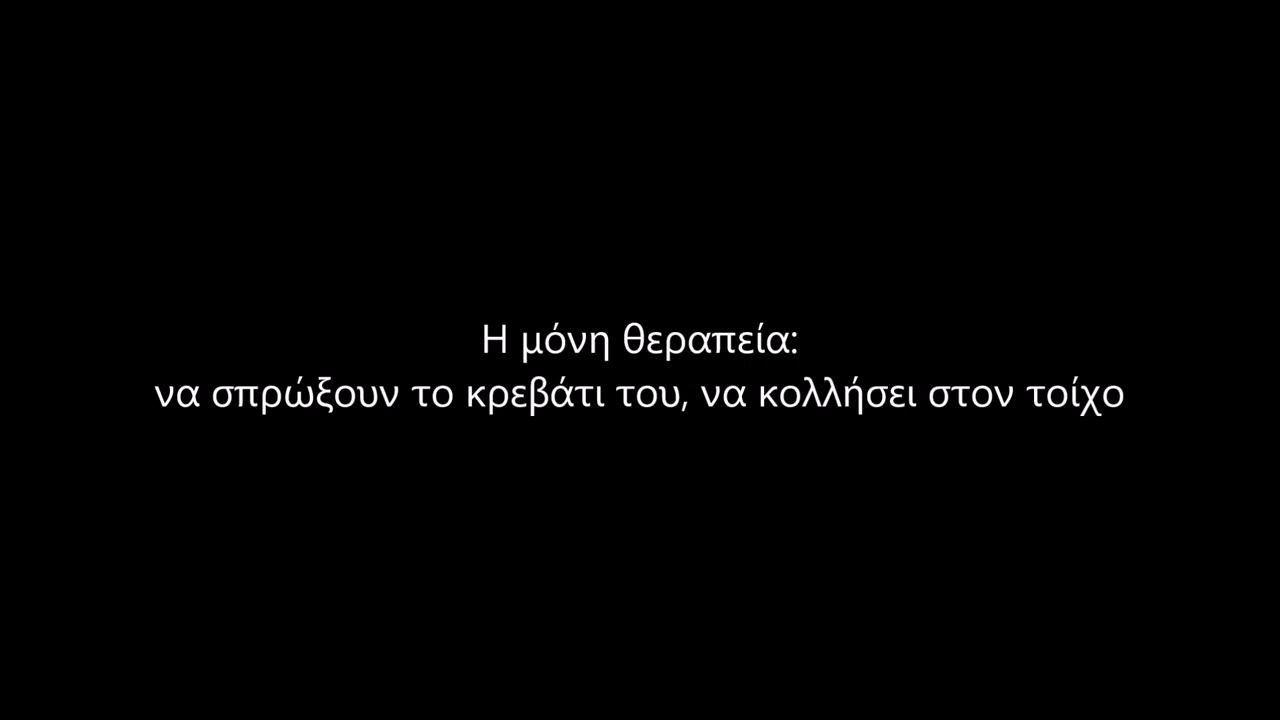 Η μόνη θεραπεία:
να σπρώξουν το κρεβάτι του, να κολλήσει στον τοίχο